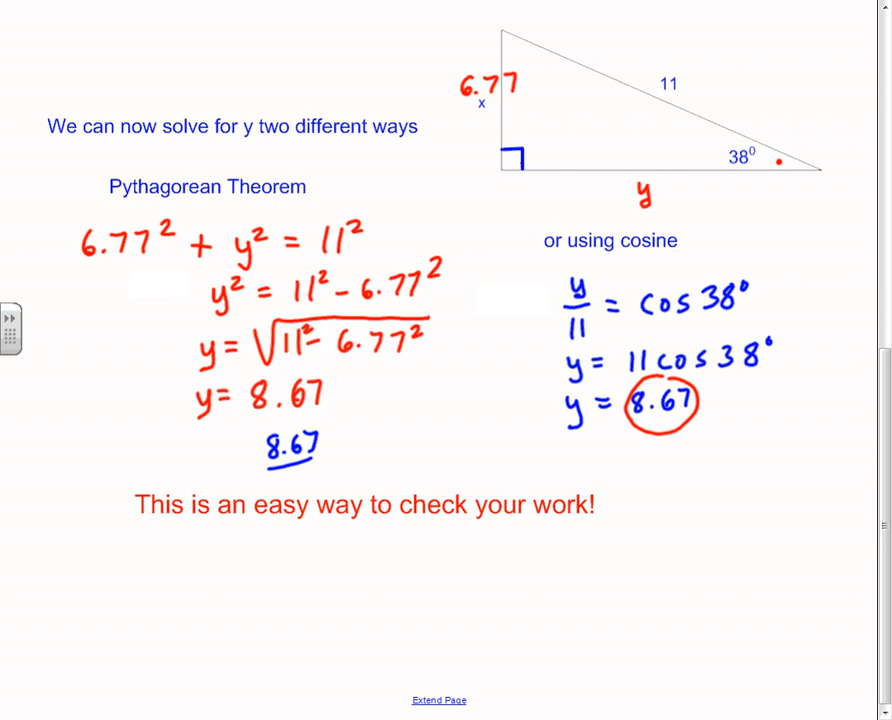 6.77
x
11
We can now solve for y two different ways
38⁰
Pythagorean Theorem
y
6.77² + y² = 11²
y² = 11² - 6.77²
y = √11² - 6.77²
y = 8.67
8.67
or using cosine
y/11 = cos 38°
y = 11 cos 38°
y = 8.67
This is an easy way to check your work!
Extend Page